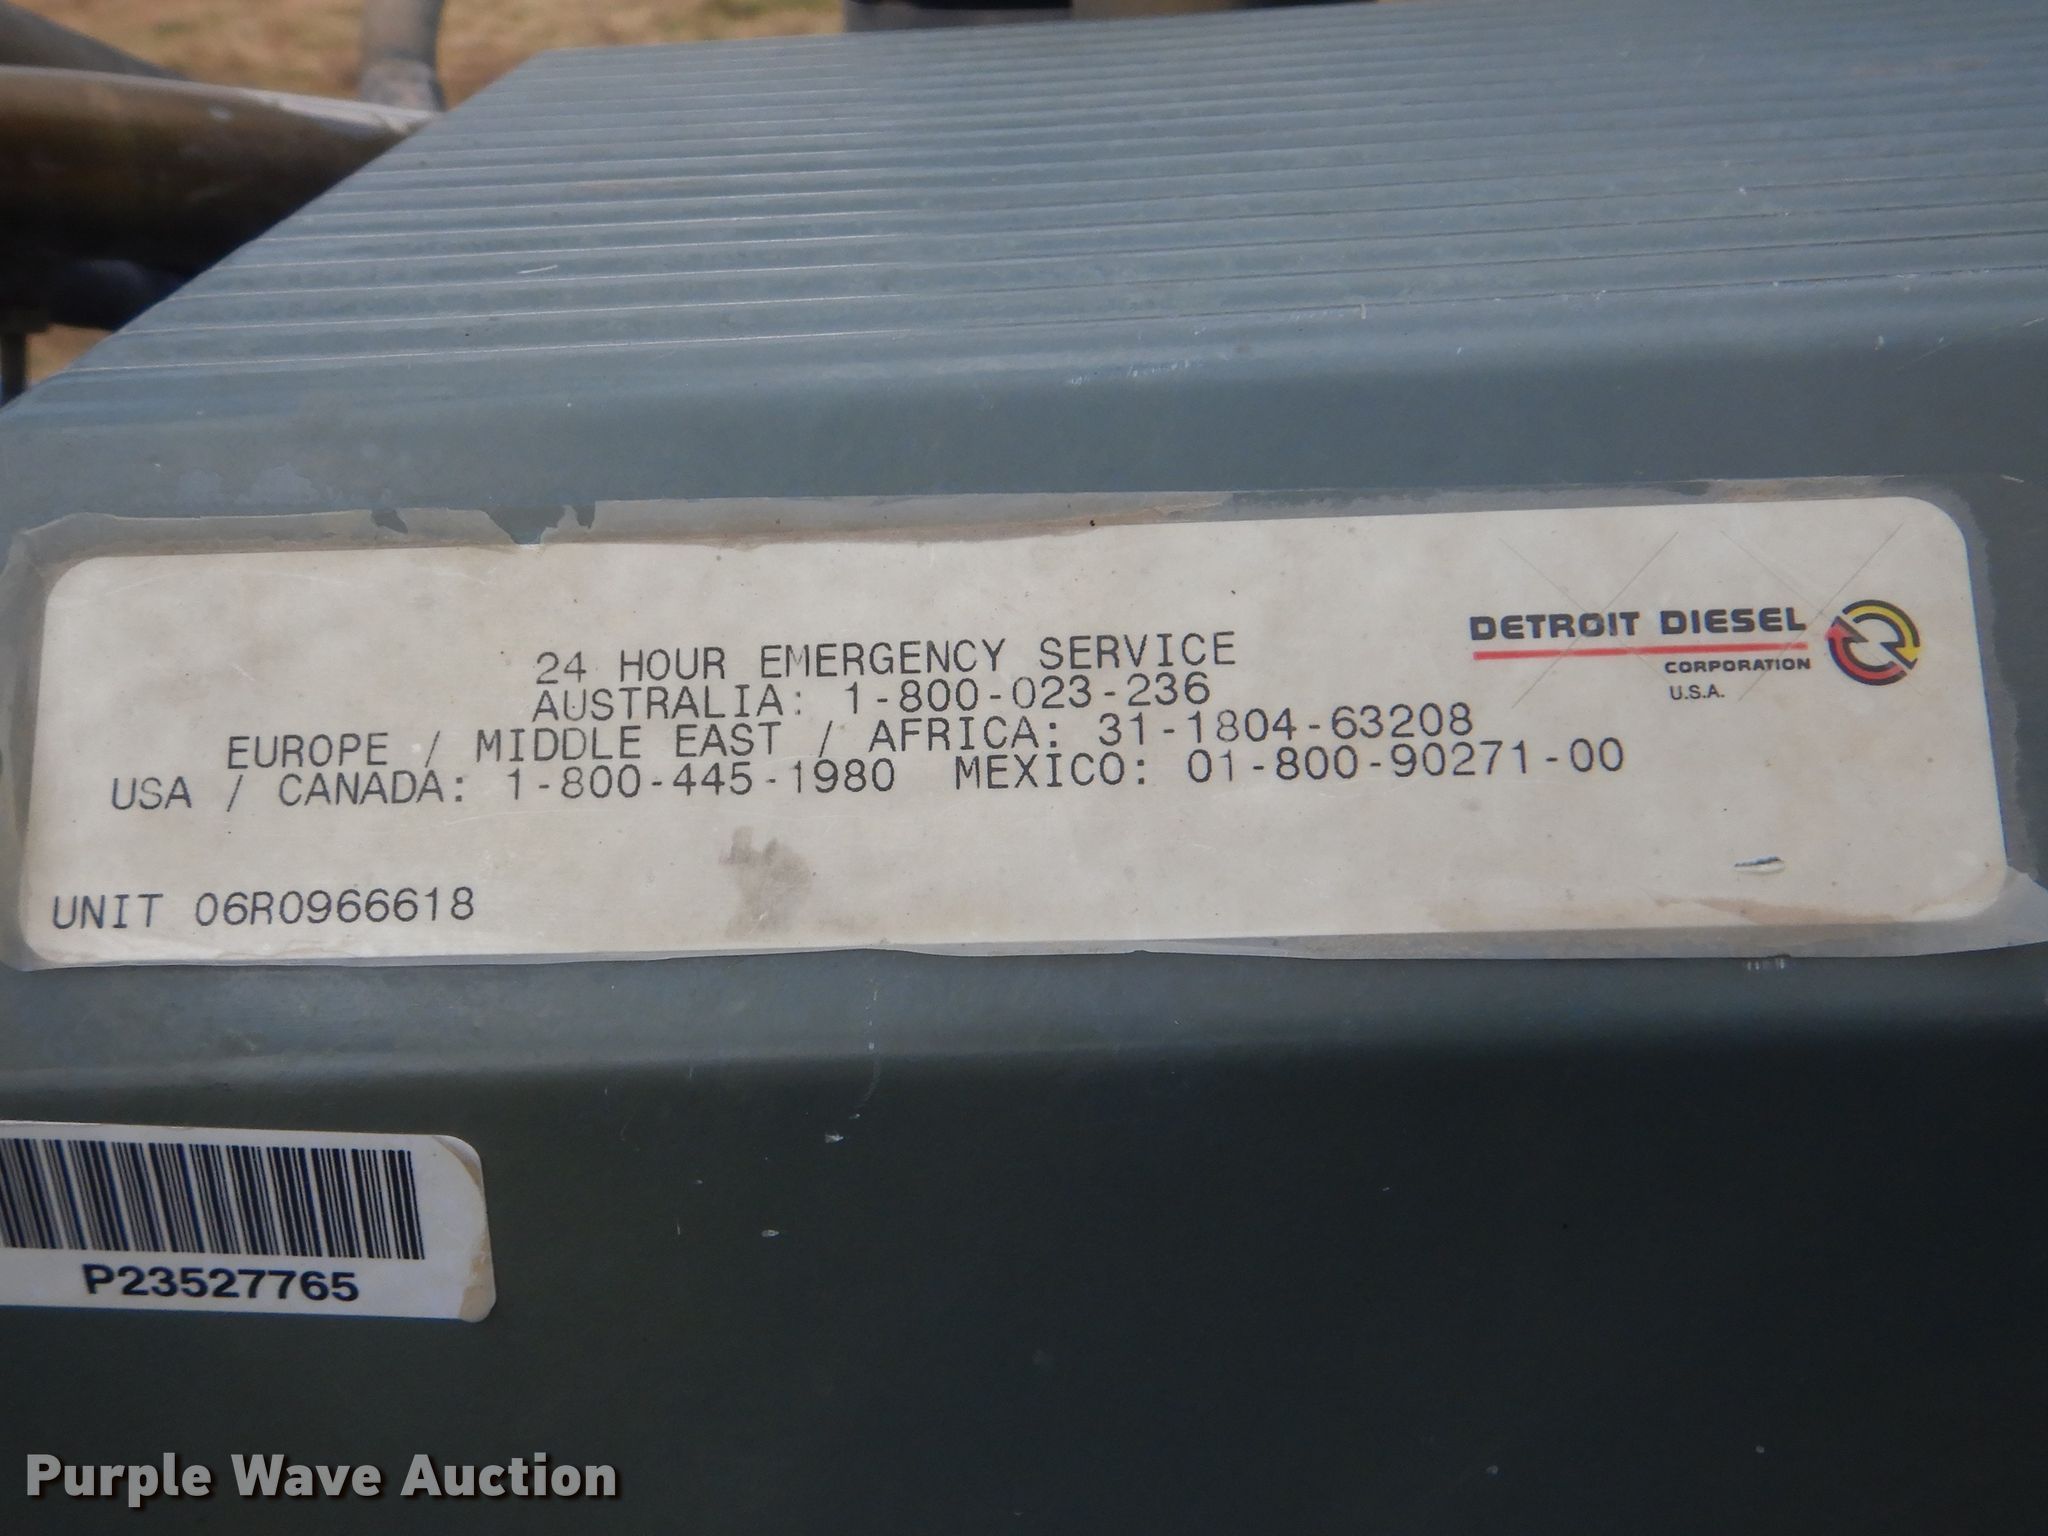 DETROIT DIESEL
CORPORATION
U.S.A.
24 HOUR EMERGENCY SERVICE
AUSTRALIA: 1-800-023-236
EUROPE / MIDDLE EAST / AFRICA: 31-1804-63208
USA / CANADA: 1-800-445-1980 MEXICO: 01-800-90271-00
UNIT 06R0966618
P23527765
Purple Wave Auction